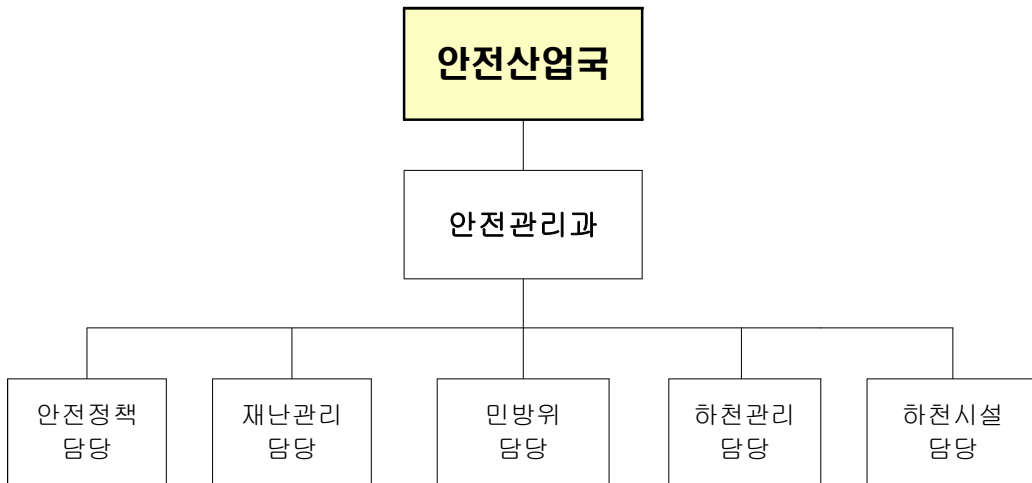 안전산업국
안전관리과
안전정책
담당
재난관리
담당
민방위
담당
하천관리
담당
하천시설
담당